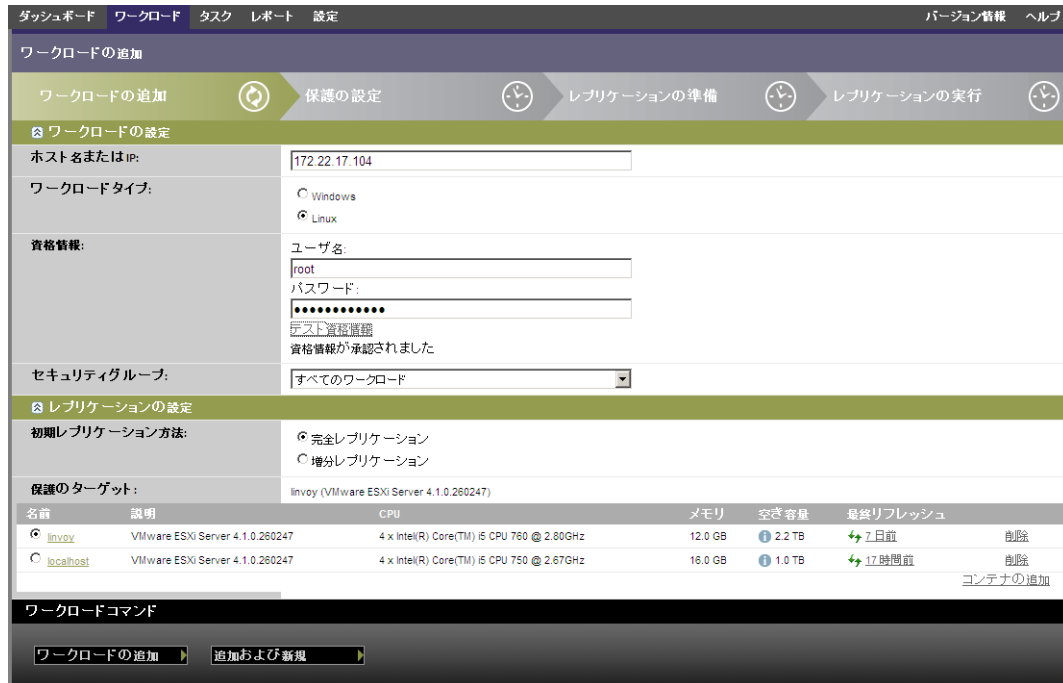 ダッシュボード ワークロード タスク レポート 設定 バージョン情報 ヘルプ
ワークロードの追加
ワークロードの追加 保護の設定 レプリケーションの準備 レプリケーションの実行
ワークロードの設定
ホスト名または IP: 172.22.17.104
ワークロードタイプ:
Windows
Linux
資格情報:
ユーザ名:
root
パスワード:
●●●●●●●●●●●●
テスト資格情報
資格情報が承認されました
セキュリティグループ: すべてのワークロード
レプリケーションの設定
初期レプリケーション方法:
完全レプリケーション
増分レプリケーション
保護のターゲット: linvoy (VMware ESXi Server 4.1.0.260247)
名前 説明 CPU メモリ 空き容量 最終リフレッシュ
linvoy VMware ESXi Server 4.1.0.260247 4 x Intel(R) Core(TM) i5 CPU 760 @ 2.80GHz 12.0 GB 2.2 TB 7 日前 削除
localhost VMware ESXi Server 4.1.0.260247 4 x Intel(R) Core(TM) i5 CPU 750 @ 2.67GHz 16.0 GB 1.0 TB 17 時間前 削除
コンテナの追加
ワークロードコマンド
ワークロードの追加 追加および新規